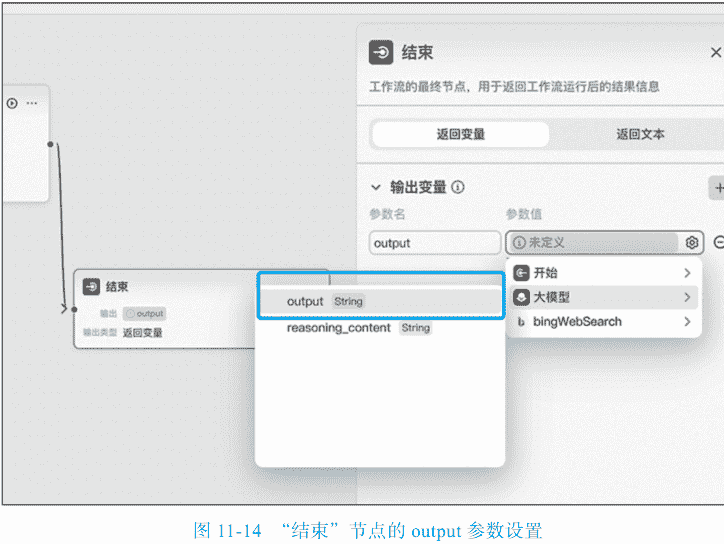 结束
工作流的最终节点，用于返回工作流运行后的结果信息
返回变量 返回文本
输出变量
参数名 参数值
output 未定义
开始
大模型
bingWebSearch
output String
reasoning_content String
结束
输出 output
输出类型 返回变量
图 11-14 “结束”节点的 output 参数设置